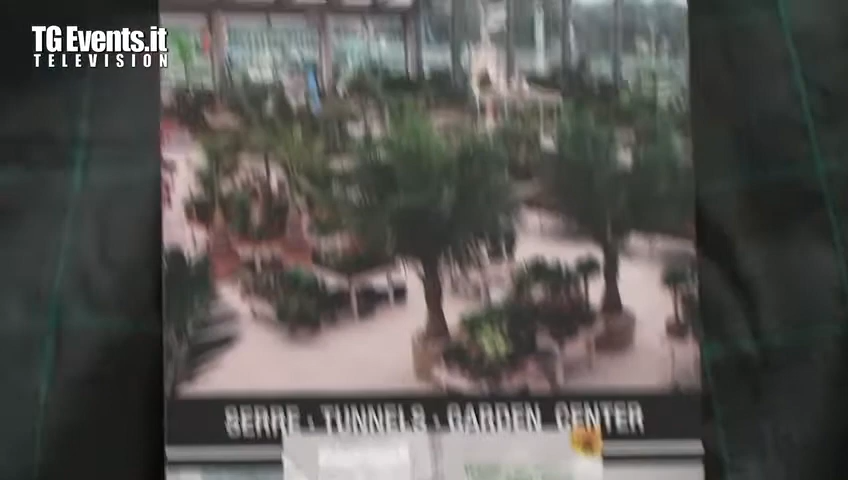 TG Events.it
TELEVISION
SERRE · TUNNELS · GARDEN CENTER